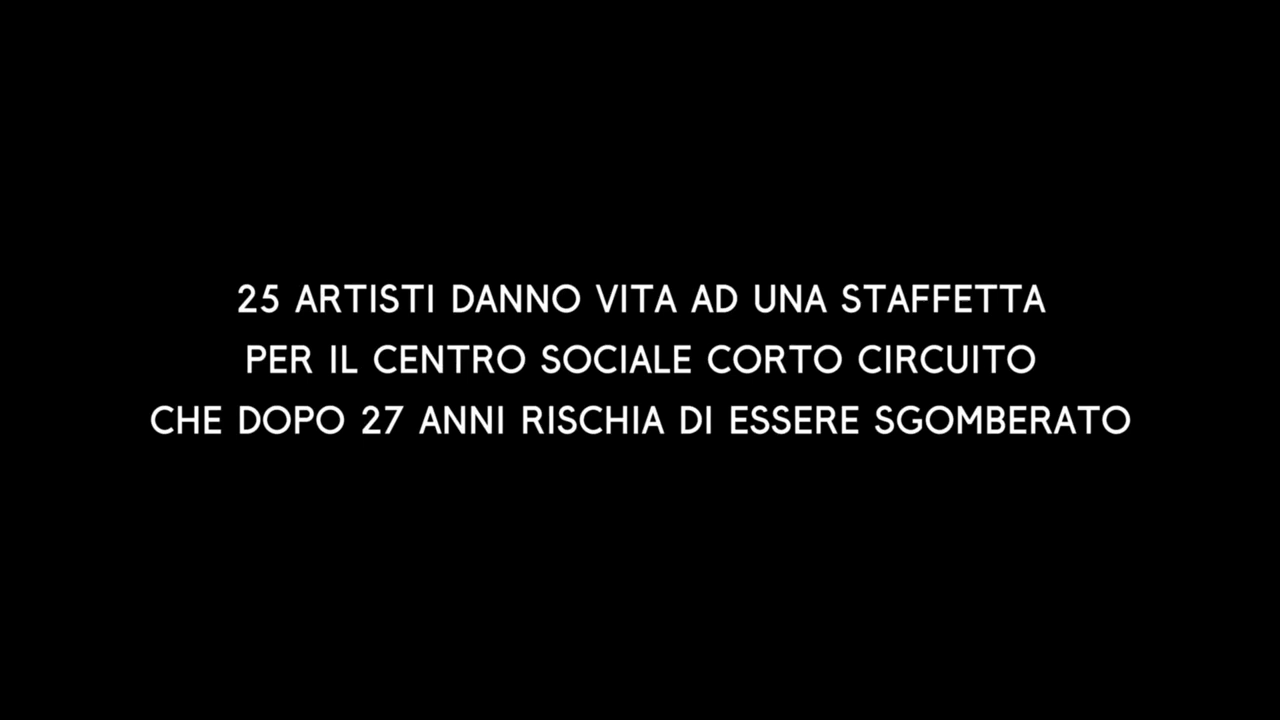 25 ARTISTI DANNO VITA AD UNA STAFFETTA
PER IL CENTRO SOCIALE CORTO CIRCUITO
CHE DOPO 27 ANNI RISCHIA DI ESSERE SGOMBERATO